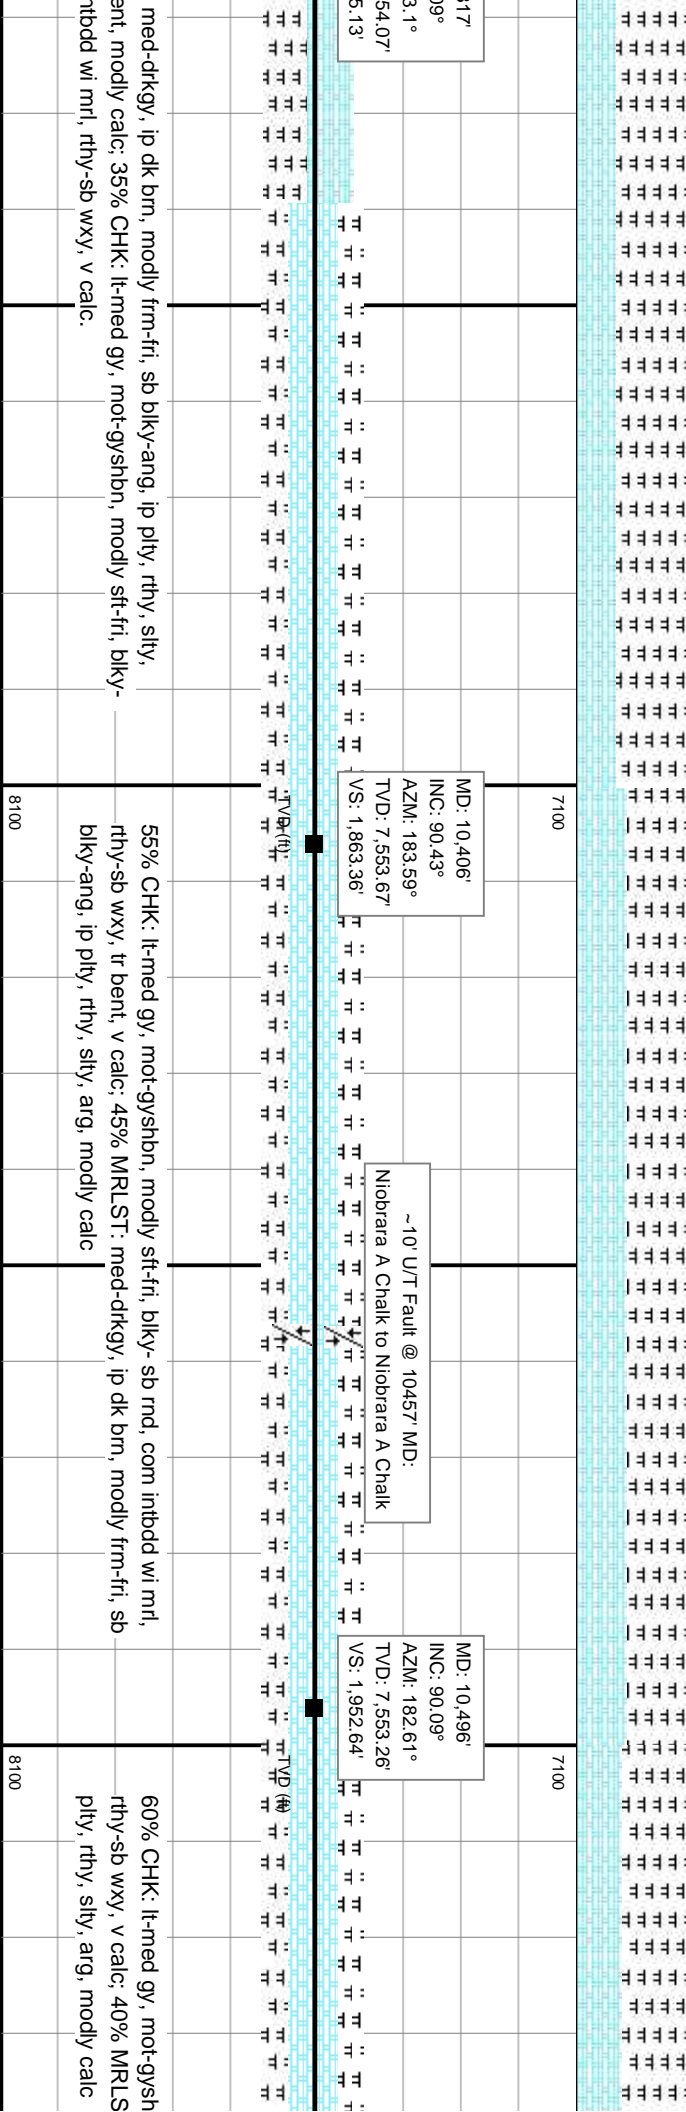 317'
09°
3.1°
54.07'
5.13'
med-drkgy, ip dk brn, modly frm-fri, sb blky-ang, ip plty, rthy, slty,
ent, modly calc; 35% CHK: lt-med gy, mot-gyshbn, modly sft-fri, blky-
ntbdd wi mrl, rthy-sb wxy, v calc.
7100
MD: 10,406'
INC: 90.43°
AZM: 183.59°
TVD: 7,553.67'
VS: 1,863.36'
TVD (ft)
8100
55% CHK: lt-med gy, mot-gyshbn, modly sft-fri, blky- sb rnd, com intbdd wi mrl,
rthy-sb wxy, tr bent, v calc; 45% MRLST: med-drkgy, ip dk brn, modly frm-fri, sb
blky-ang, ip plty, rthy, slty, arg, modly calc
~10' U/T Fault @ 10457' MD:
Niobrara A Chalk to Niobrara A Chalk
7100
MD: 10,496'
INC: 90.09°
AZM: 182.61°
TVD: 7,553.26'
VS: 1,952.64'
TVD (ft)
8100
60% CHK: lt-med gy, mot-gysh
rthy-sb wxy, v calc; 40% MRLS
plty, rthy, slty, arg, modly calc